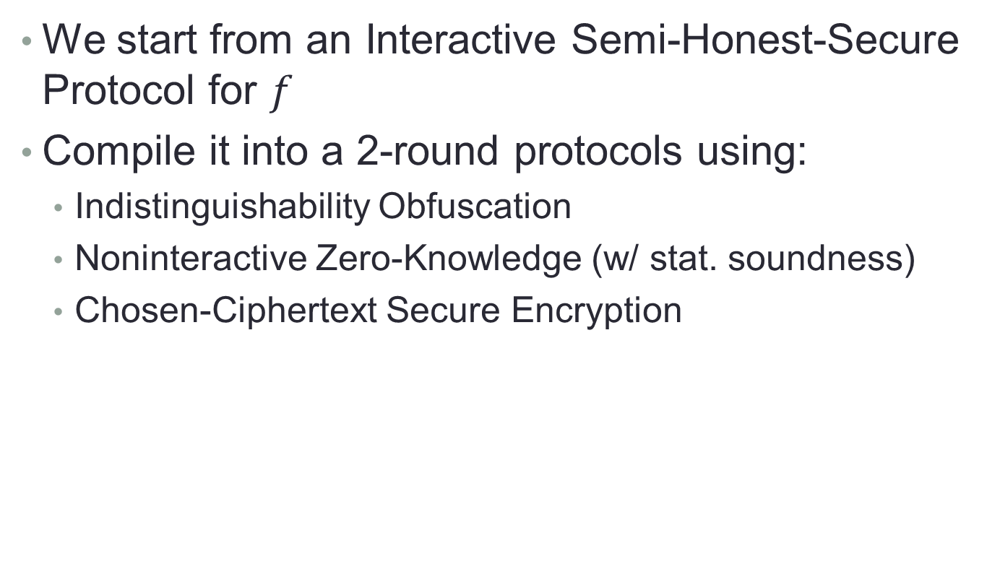 • We start from an Interactive Semi-Honest-Secure
Protocol for 𝑓
• Compile it into a 2-round protocols using:
• Indistinguishability Obfuscation
• Noninteractive Zero-Knowledge (w/ stat. soundness)
• Chosen-Ciphertext Secure Encryption